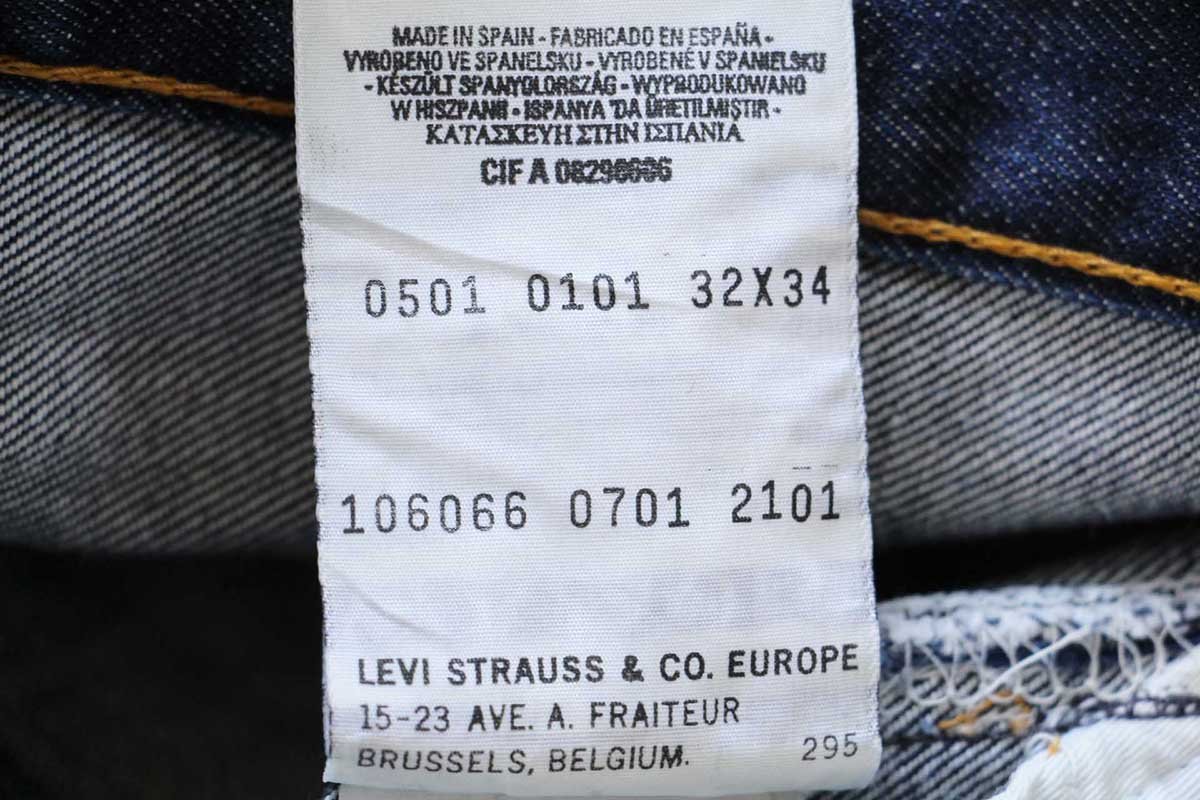 MADE IN SPAIN - FABRICADO EN ESPAÑA -
VYROBENO VE SPANELSKU - VYROBENÉ V SPANIELSKU
- KÉSZÜLT SPANYOLORSZÁG - WYPRODUKOWANO
W HISZPANII - ISPANYA 'DA ÜRETILMIŞTIR -
ΚΑΤΑΣΚΕΥΗ ΣΤΗΝ ΙΣΠΑΝΙΑ
CIF A
0501 0101 32X34
106066 0701 2101
LEVI STRAUSS & CO. EUROPE
15-23 AVE. A. FRAITEUR
BRUSSELS, BELGIUM. 295